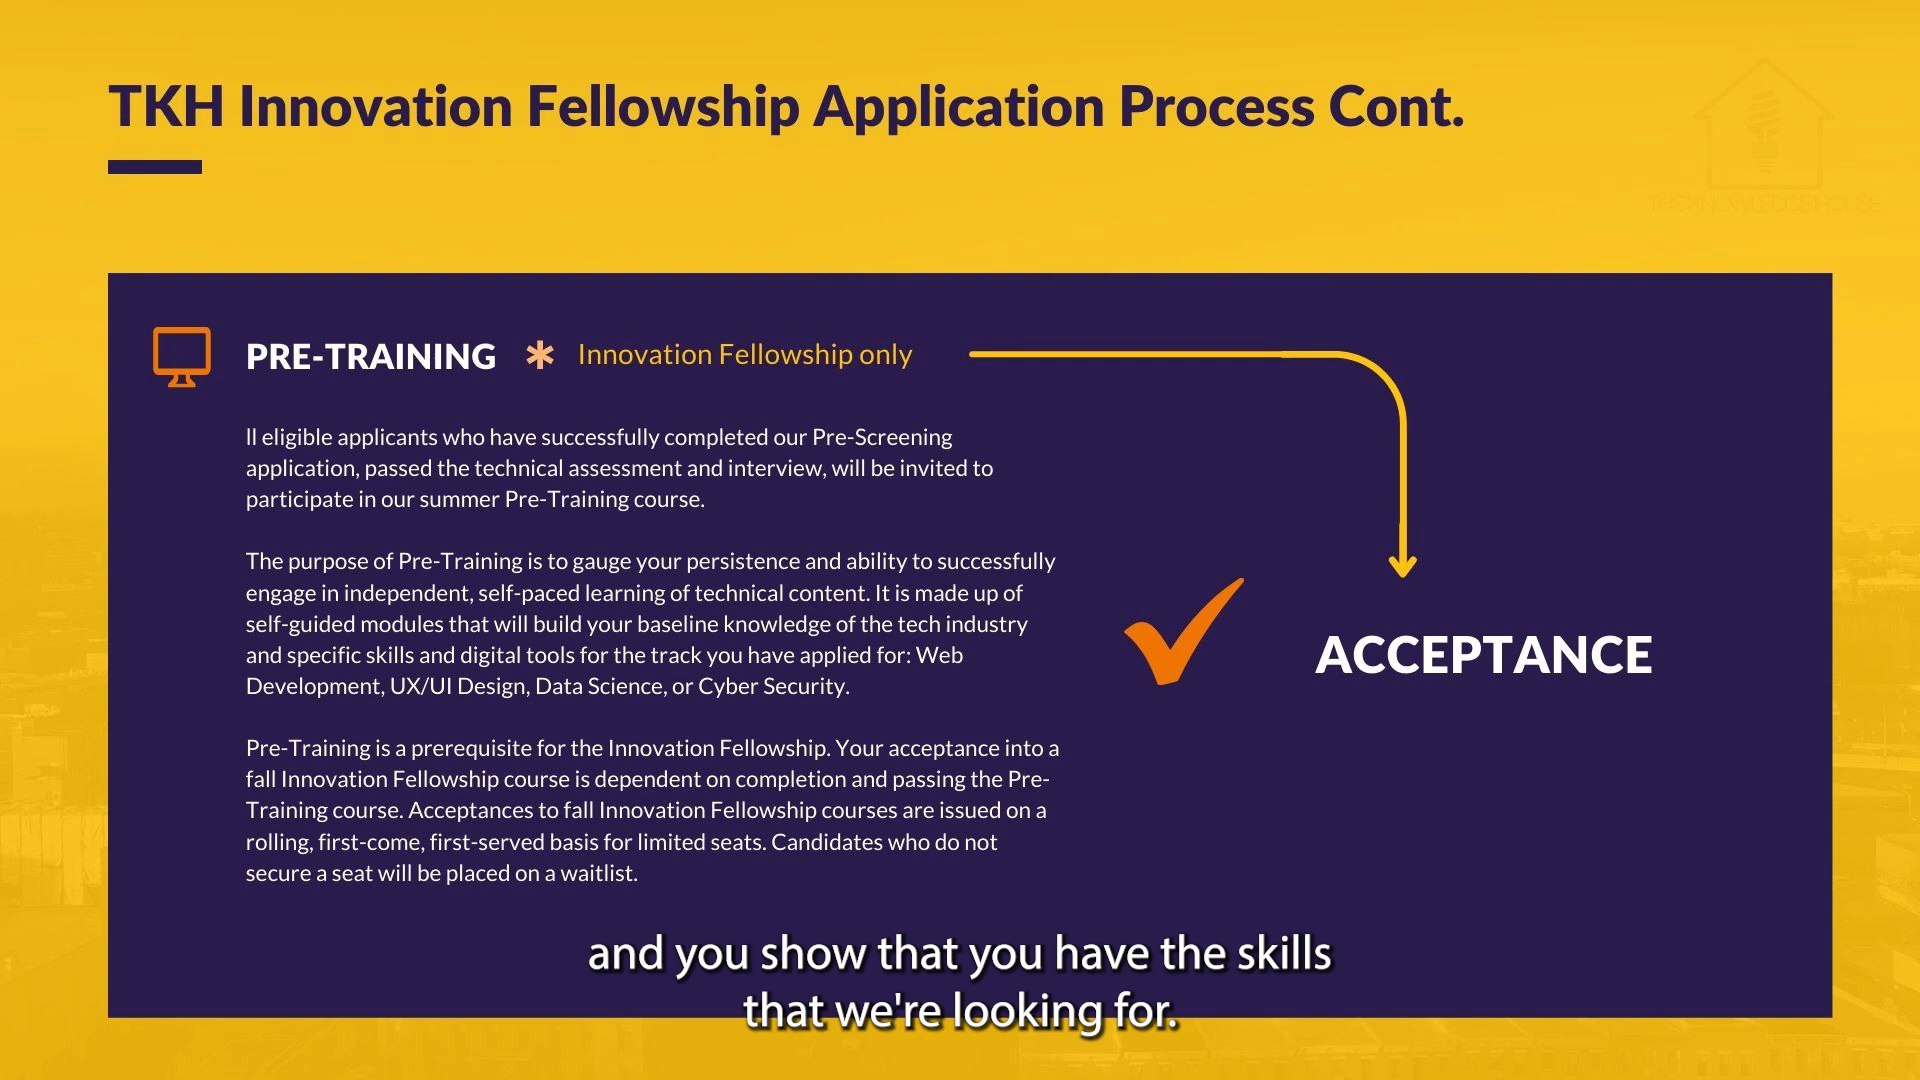 TKH Innovation Fellowship Application Process Cont.
THE KNOWLEDGE HOUSE
PRE-TRAINING * Innovation Fellowship only
ll eligible applicants who have successfully completed our Pre-Screening
application, passed the technical assessment and interview, will be invited to
participate in our summer Pre-Training course.
The purpose of Pre-Training is to gauge your persistence and ability to successfully
engage in independent, self-paced learning of technical content. It is made up of
self-guided modules that will build your baseline knowledge of the tech industry
and specific skills and digital tools for the track you have applied for: Web
Development, UX/UI Design, Data Science, or Cyber Security.
Pre-Training is a prerequisite for the Innovation Fellowship. Your acceptance into a
fall Innovation Fellowship course is dependent on completion and passing the Pre-
Training course. Acceptances to fall Innovation Fellowship courses are issued on a
rolling, first-come, first-served basis for limited seats. Candidates who do not
secure a seat will be placed on a waitlist.
ACCEPTANCE
and you show that you have the skills
that we're looking for.